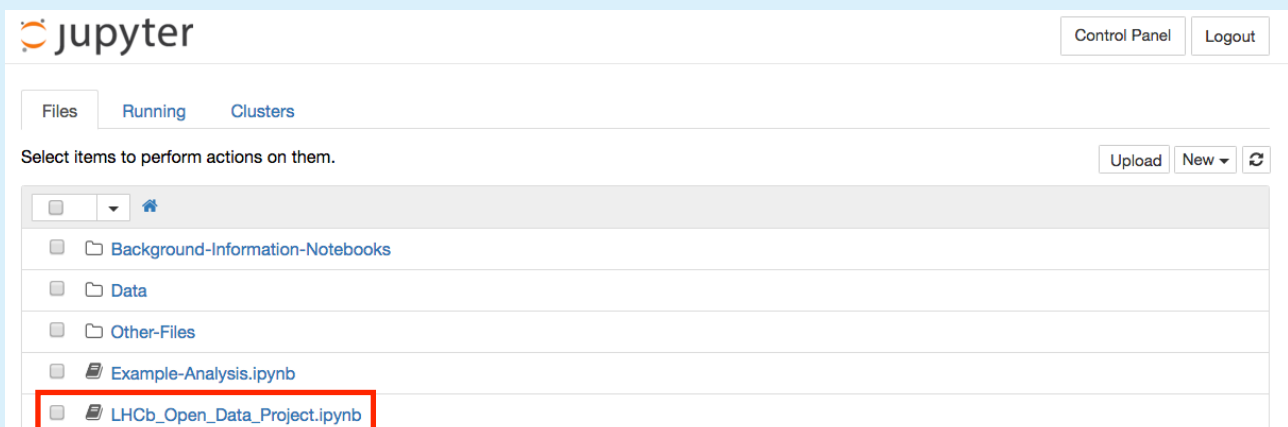 jupyter
Control Panel Logout
Files Running Clusters
Select items to perform actions on them.
Upload New
Background-Information-Notebooks
Data
Other-Files
Example-Analysis.ipynb
LHCb_Open_Data_Project.ipynb